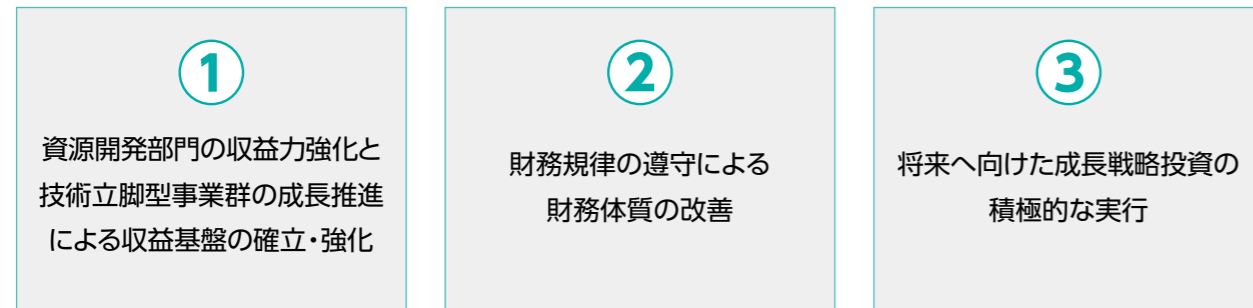 1
資源開発部門の収益力強化と
技術立脚型事業群の成長推進
による収益基盤の確立・強化
2
財務規律の遵守による
財務体質の改善
3
将来へ向けた成長戦略投資の
積極的な実行